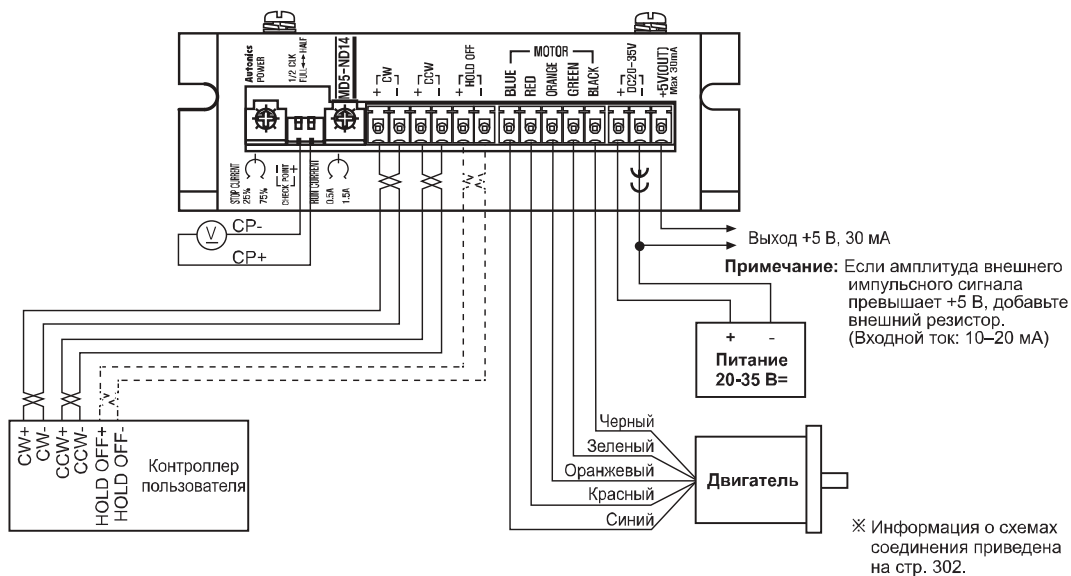 Autonics
POWER
1/2 CLK
FULL↔HALF
MD5-ND14
+ CW -
+ CCW -
+ HOLD OFF -
MOTOR
BLUE
RED
ORANGE
GREEN
BLACK
+ DC20-35V -
+5V(OUT)
Max 30mA
STOP CURRENT
25%
75%
- CHECK POINT +
RUN CURRENT
0.5A
1.5A
V
CP-
CP+
Выход +5 В, 30 мА
Примечание: Если амплитуда внешнего
импульсного сигнала
превышает +5 В, добавьте
внешний резистор.
(Входной ток: 10–20 мА)
+ -
Питание
20-35 В=
CW+
CW-
CCW+
CCW-
HOLD OFF+
HOLD OFF-
Контроллер
пользователя
Черный
Зеленый
Оранжевый
Красный
Синий
Двигатель
※ Информация о схемах
соединения приведена
на стр. 302.